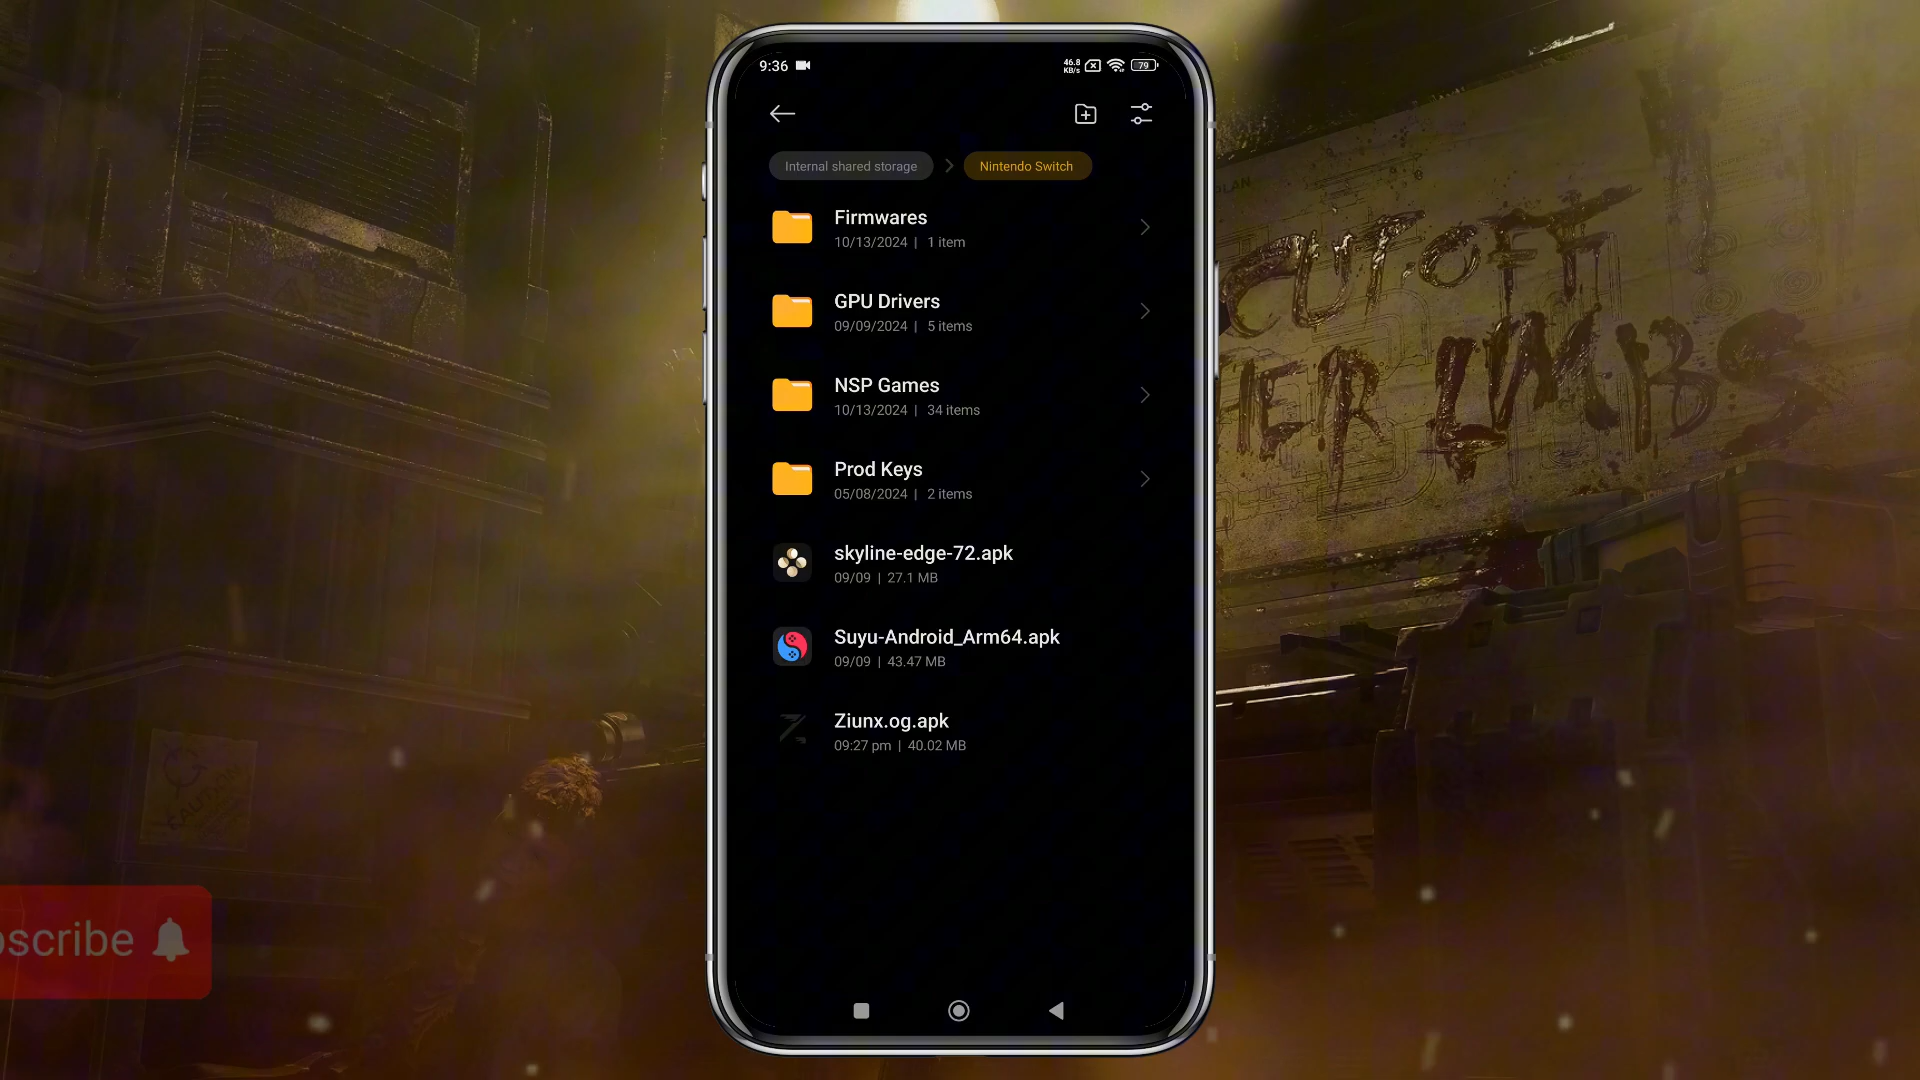 9:36
46.8
KB/s
79
Internal shared storage
Nintendo Switch
Firmwares
10/13/2024 | 1 item
GPU Drivers
09/09/2024 | 5 items
NSP Games
10/13/2024 | 34 items
Prod Keys
05/08/2024 | 2 items
skyline-edge-72.apk
09/09 | 27.1 MB
Suyu-Android_Arm64.apk
09/09 | 43.47 MB
Ziunx.og.apk
09:27 pm | 40.02 MB
CUT OFF
LIMBS
scribe